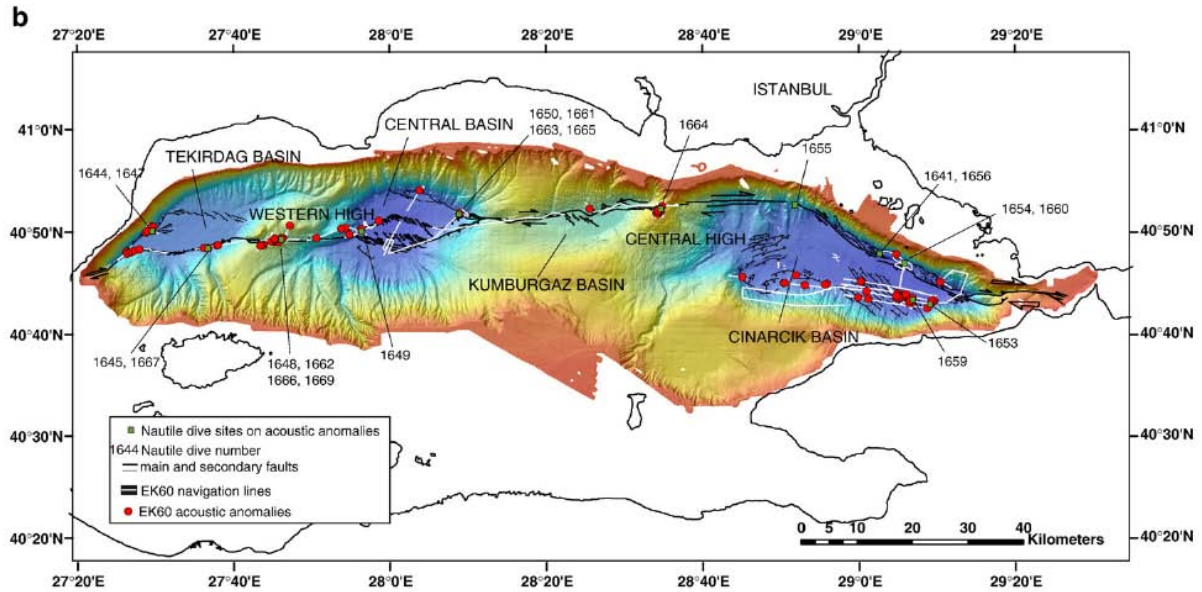 b
27°20'E 27°40'E 28°0'E 28°20'E 28°40'E 29°0'E 29°20'E
ISTANBUL
41°0'N
41°0'N
CENTRAL BASIN
1650, 1661
1663, 1665
1664
1655
TEKIRDAG BASIN
1644, 1647
1641, 1656
1654, 1660
WESTERN HIGH
40°50'N
40°50'N
CENTRAL HIGH
KUMBURGAZ BASIN
CINARCIK BASIN
40°40'N
40°40'N
1645, 1667
1648, 1662
1666, 1669
1649
1653
1659
40°30'N
40°30'N
Nautile dive sites on acoustic anomalies
1644 Nautile dive number
main and secondary faults
EK60 navigation lines
EK60 acoustic anomalies
40°20'N
40°20'N
0 5 10 20 30 40
Kilometers
27°20'E 27°40'E 28°0'E 28°20'E 28°40'E 29°0'E 29°20'E